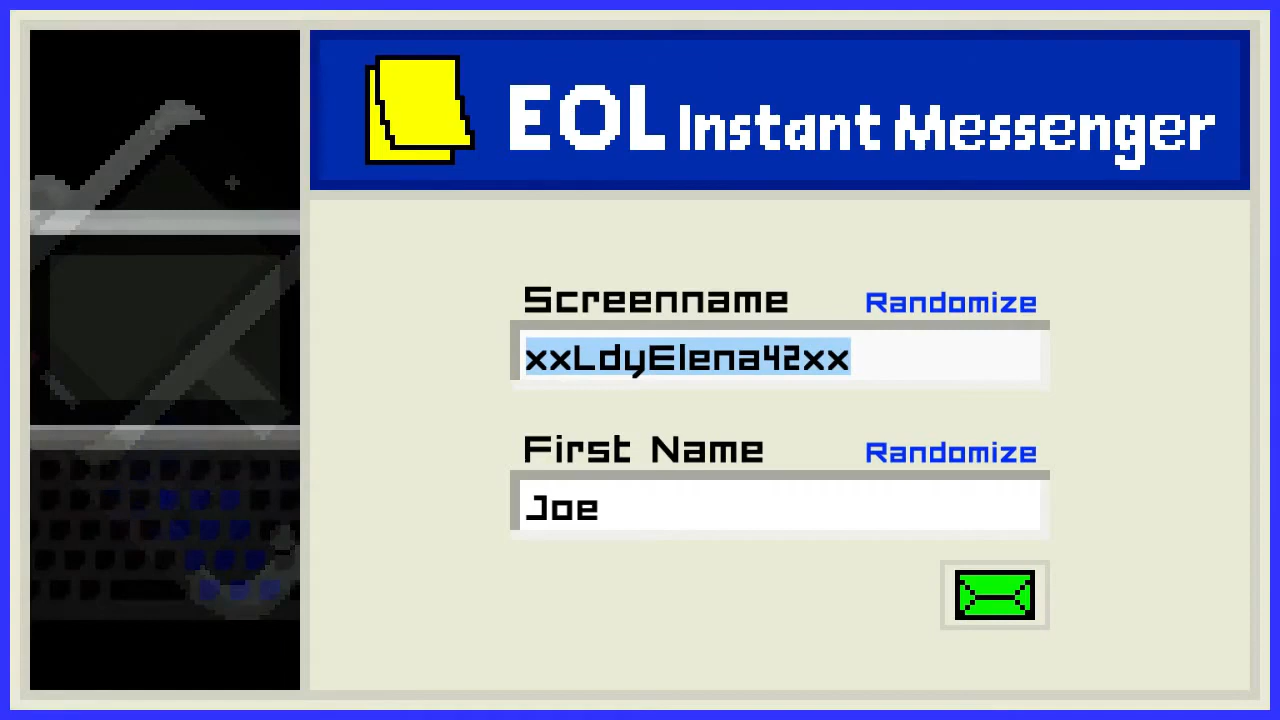 EOL Instant Messenger
Screenname Randomize
xxLdyElena42xx
First Name Randomize
Joe